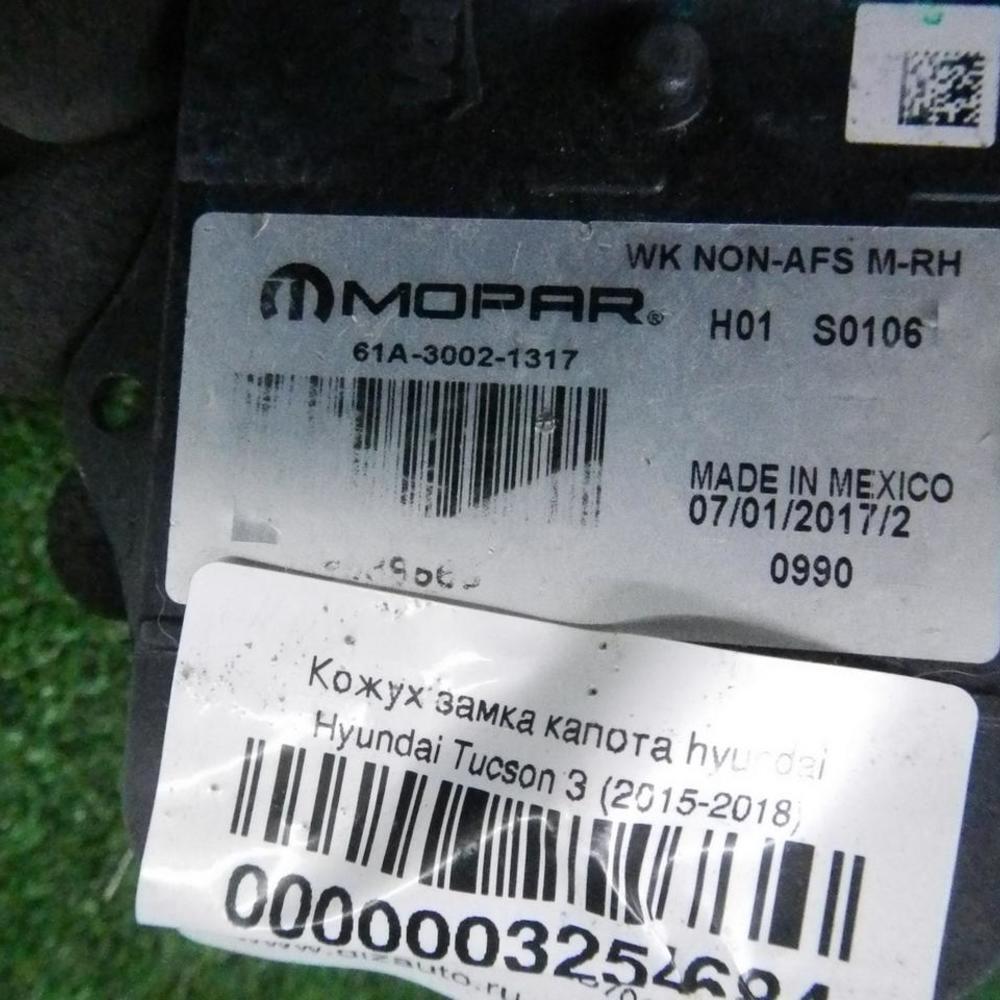 WK NON-AFS M-RH
MOPAR®
H01 S0106
61A-3002-1317
MADE IN MEXICO
07/01/2017/2
0990
Кожух замка капота hyundai
Hyundai Tucson 3 (2015-2018)